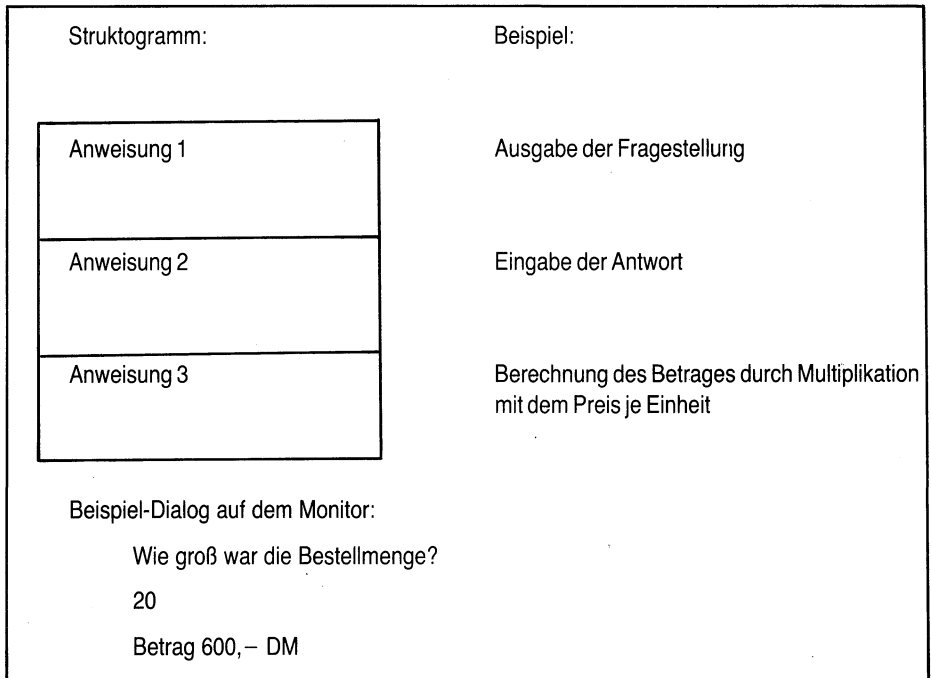 Struktogramm: Beispiel:
Anweisung 1 Ausgabe der Fragestellung
Anweisung 2 Eingabe der Antwort
Anweisung 3 Berechnung des Betrages durch Multiplikation
mit dem Preis je Einheit
Beispiel-Dialog auf dem Monitor:
Wie groß war die Bestellmenge?
20
Betrag 600,– DM